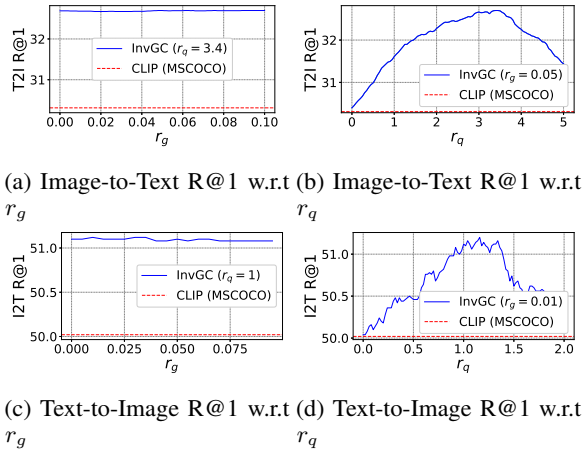 T2I R@1
32
31
InvGC (r_q = 3.4)
CLIP (MSCOCO)
0.00 0.02 0.04 0.06 0.08 0.10
r_g
T2I R@1
32
31
InvGC (r_g = 0.05)
CLIP (MSCOCO)
0 1 2 3 4 5
r_q
(a) Image-to-Text R@1 w.r.t
r_g
(b) Image-to-Text R@1 w.r.t
r_q
I2T R@1
51.0
50.5
50.0
InvGC (r_q = 1)
CLIP (MSCOCO)
0.000 0.025 0.050 0.075
r_g
I2T R@1
51.0
50.5
50.0
InvGC (r_g = 0.01)
CLIP (MSCOCO)
0.0 0.5 1.0 1.5 2.0
r_q
(c) Text-to-Image R@1 w.r.t
r_g
(d) Text-to-Image R@1 w.r.t
r_q